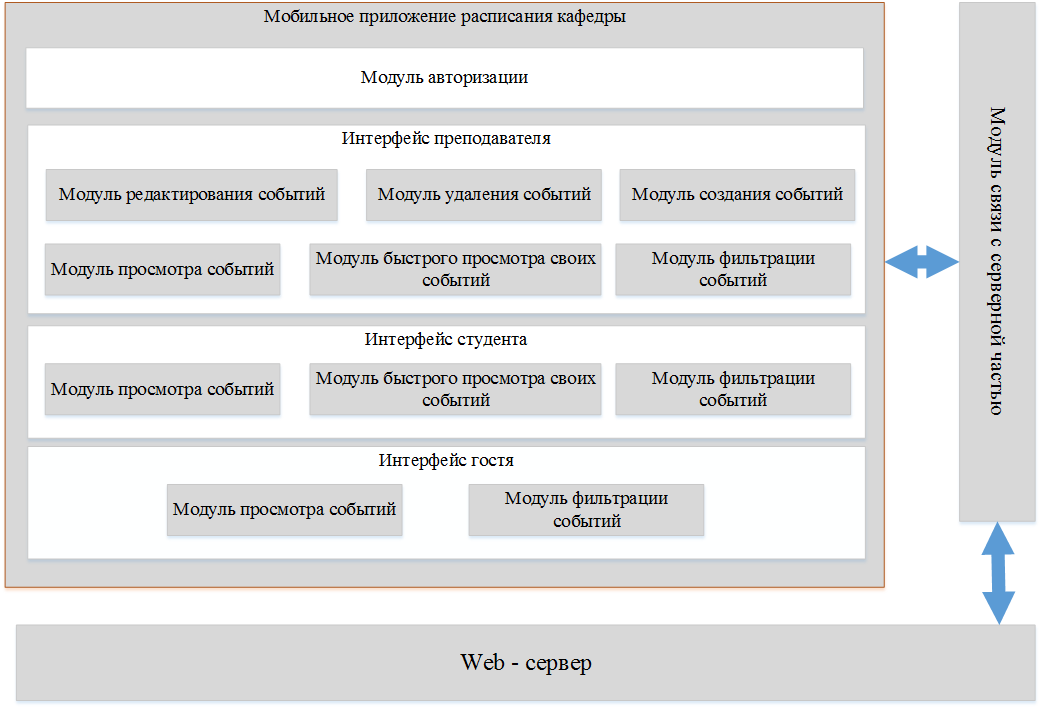 Мобильное приложение расписания кафедры
Модуль авторизации
Интерфейс преподавателя
Модуль редактирования событий
Модуль удаления событий
Модуль создания событий
Модуль просмотра событий
Модуль быстрого просмотра своих
событий
Модуль фильтрации
событий
Интерфейс студента
Модуль просмотра событий
Модуль быстрого просмотра своих
событий
Модуль фильтрации
событий
Интерфейс гостя
Модуль просмотра событий
Модуль фильтрации
событий
Модуль связи с серверной частью
Web - сервер